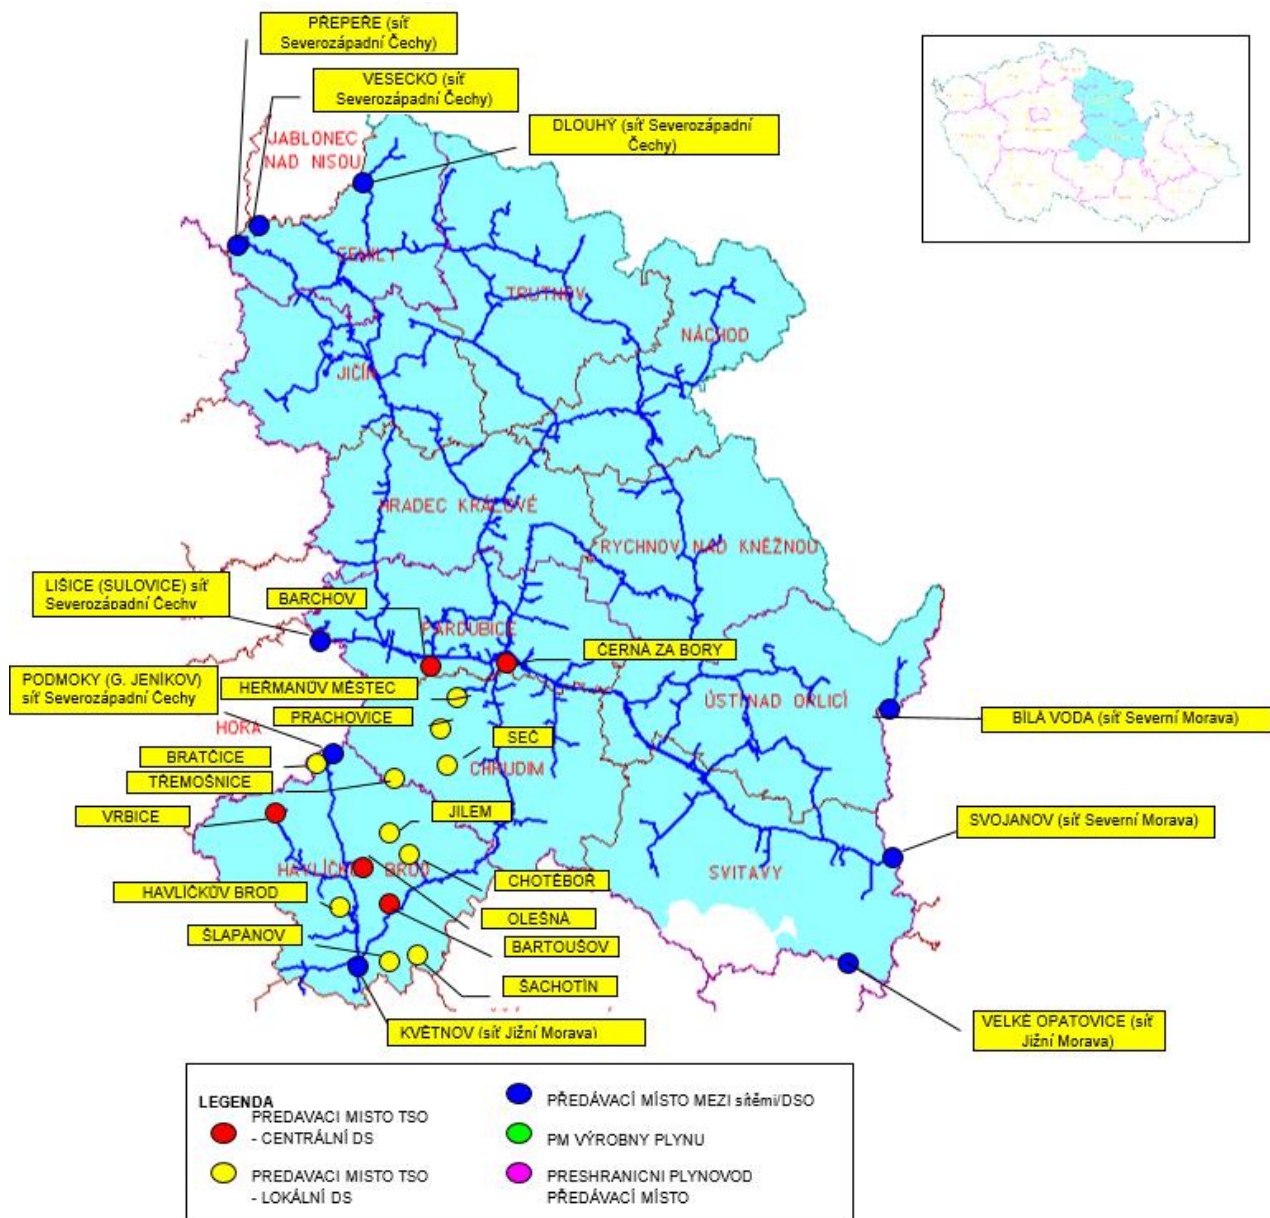 PŘEPEŘE (síť
Severozápadní Čechy)
VESECKO (síť
Severozápadní Čechy)
DLOUHÝ (síť Severozápadní
Čechy)
JABLONEC
NAD NISOU
SEMILY
TRUTNOV
NÁCHOD
JIČÍN
HRADEC KRÁLOVÉ
RYCHNOV NAD KNĚŽNOU
LIŠICE (SULOVICE) síť
Severozápadní Čechy
BARCHOV
PARDUBICE
ČERNÁ ZA BORY
PODMOKY (G. JENÍKOV)
síť Severozápadní Čechy
HEŘMANŮV MĚSTEC
ÚSTÍ NAD ORLICÍ
BÍLÁ VODA (síť Severní Morava)
PRACHOVICE
HORA
SEČ
BRATČICE
CHRUDIM
TŘEMOŠNICE
VRBICE
JILEM
SVOJANOV (síť Severní Morava)
HAVLÍČKŮV BROD
SVITAVY
CHOTĚBOŘ
HAVLÍČKŮV BROD
OLEŠNÁ
ŠLAPÁNOV
BARTOUŠOV
ŠACHOTÍN
KVĚTNOV (síť Jižní Morava)
VELKÉ OPATOVICE (síť
Jižní Morava)
LEGENDA
PREDAVACI MISTO TSO
- CENTRÁLNÍ DS
PREDAVACI MISTO TSO
- LOKÁLNÍ DS
PŘEDÁVACÍ MÍSTO MEZI sítěmi/DSO
PM VÝROBNY PLYNU
PRESHRANICNI PLYNOVOD
PŘEDÁVACÍ MÍSTO